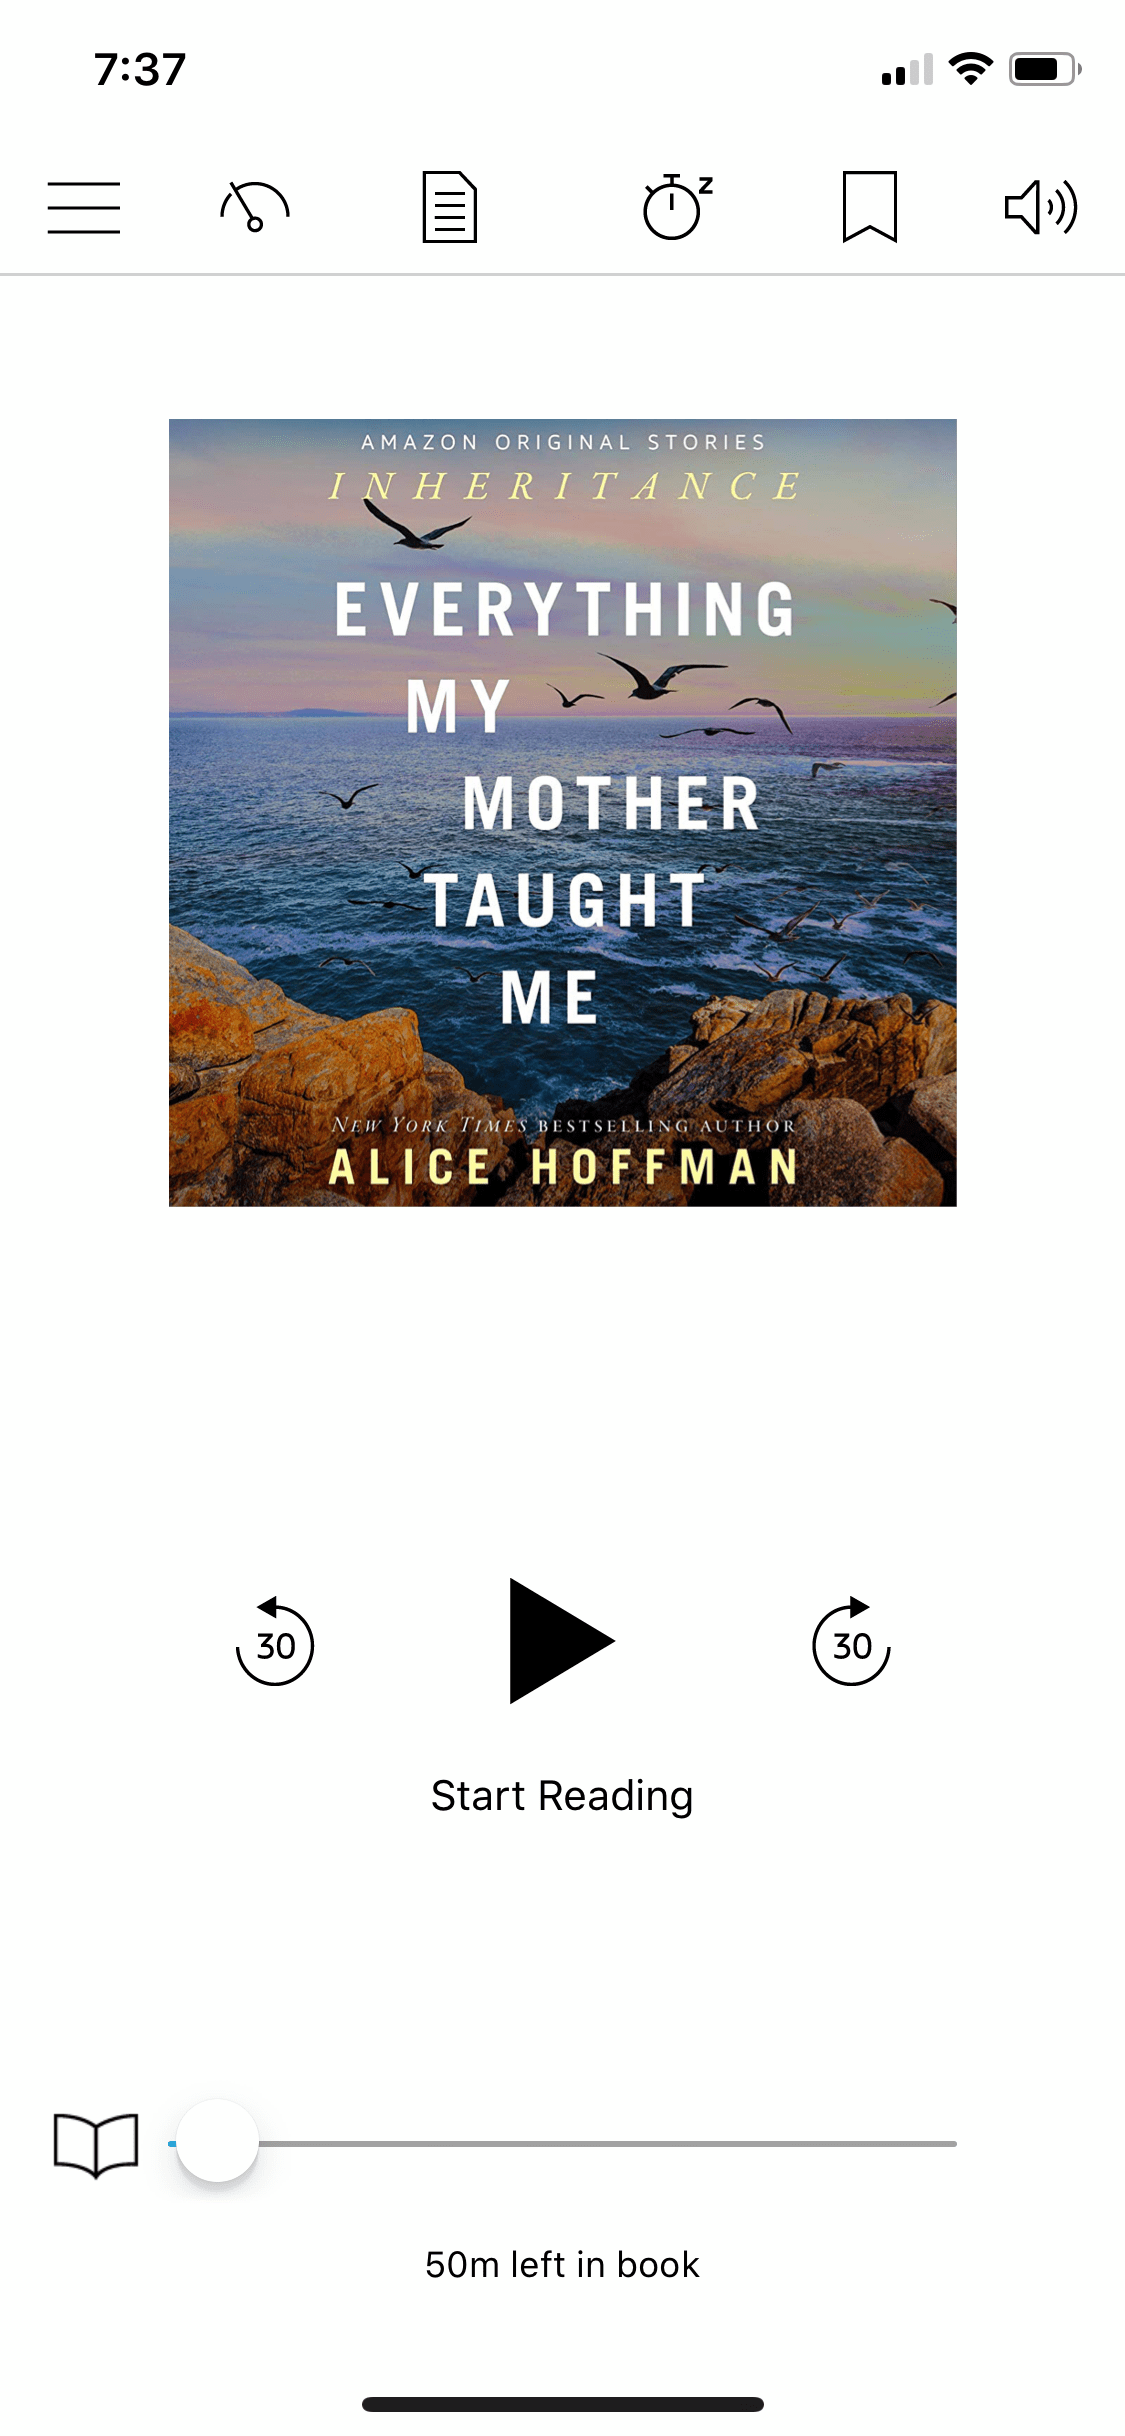 7:37
z
AMAZON ORIGINAL STORIES
INHERITANCE
EVERYTHING
MY
MOTHER
TAUGHT
ME
NEW YORK TIMES BESTSELLING AUTHOR
ALICE HOFFMAN
30 30
Start Reading
50m left in book